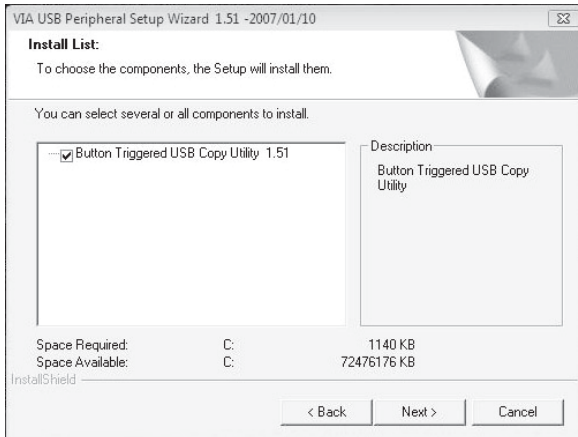 VIA USB Peripheral Setup Wizard 1.51 -2007/01/10
Install List:
To choose the components, the Setup will install them.
You can select several or all components to install.
Button Triggered USB Copy Utility 1.51
Description
Button Triggered USB Copy
Utility
Space Required: C: 1140 KB
Space Available: C: 72476176 KB
InstallShield
< Back Next > Cancel